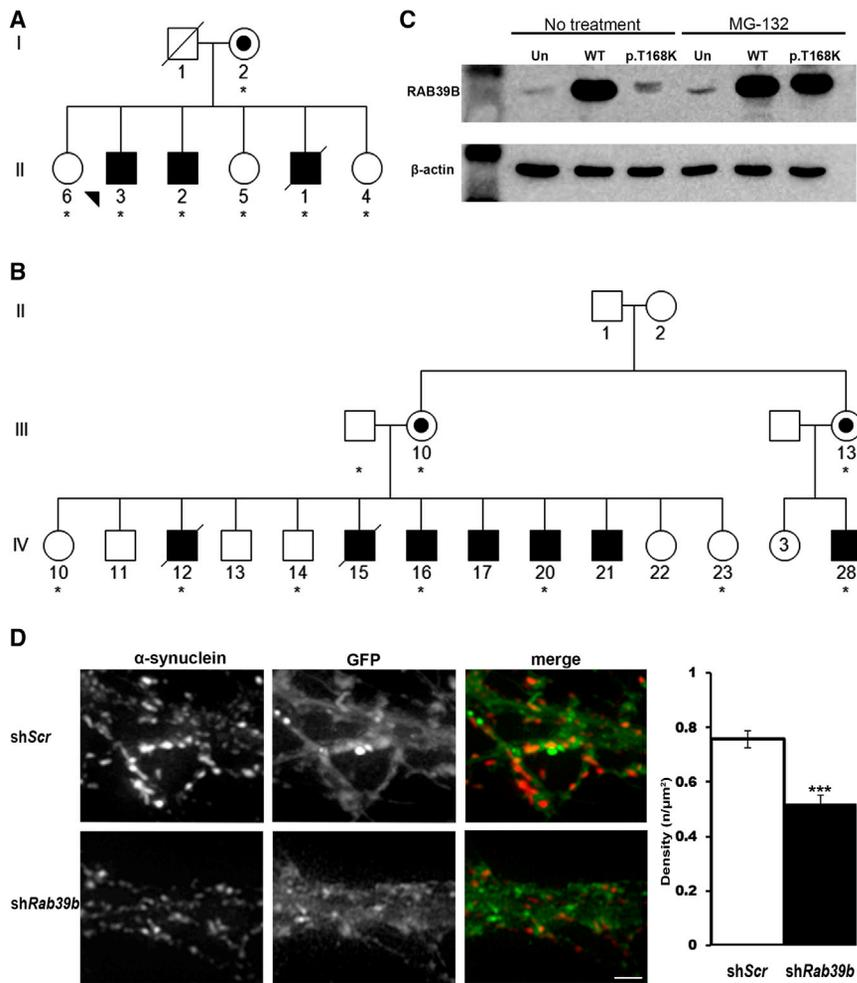 A
I
1
2
*
II
6
3
2
5
1
4
* * * * * *
C
No treatment MG-132
Un WT p.T168K Un WT p.T168K
RAB39B
β-actin
B
II
1
2
III
10
13
* * *
IV
3
10 11 12 13 14 15 16 17 20 21 22 23 28
* * * * * * *
D
α-synuclein GFP merge
shScr
shRab39b
1
0.8
0.6
0.4
0.2
0
Density (n/µm²)
***
shScr shRab39b